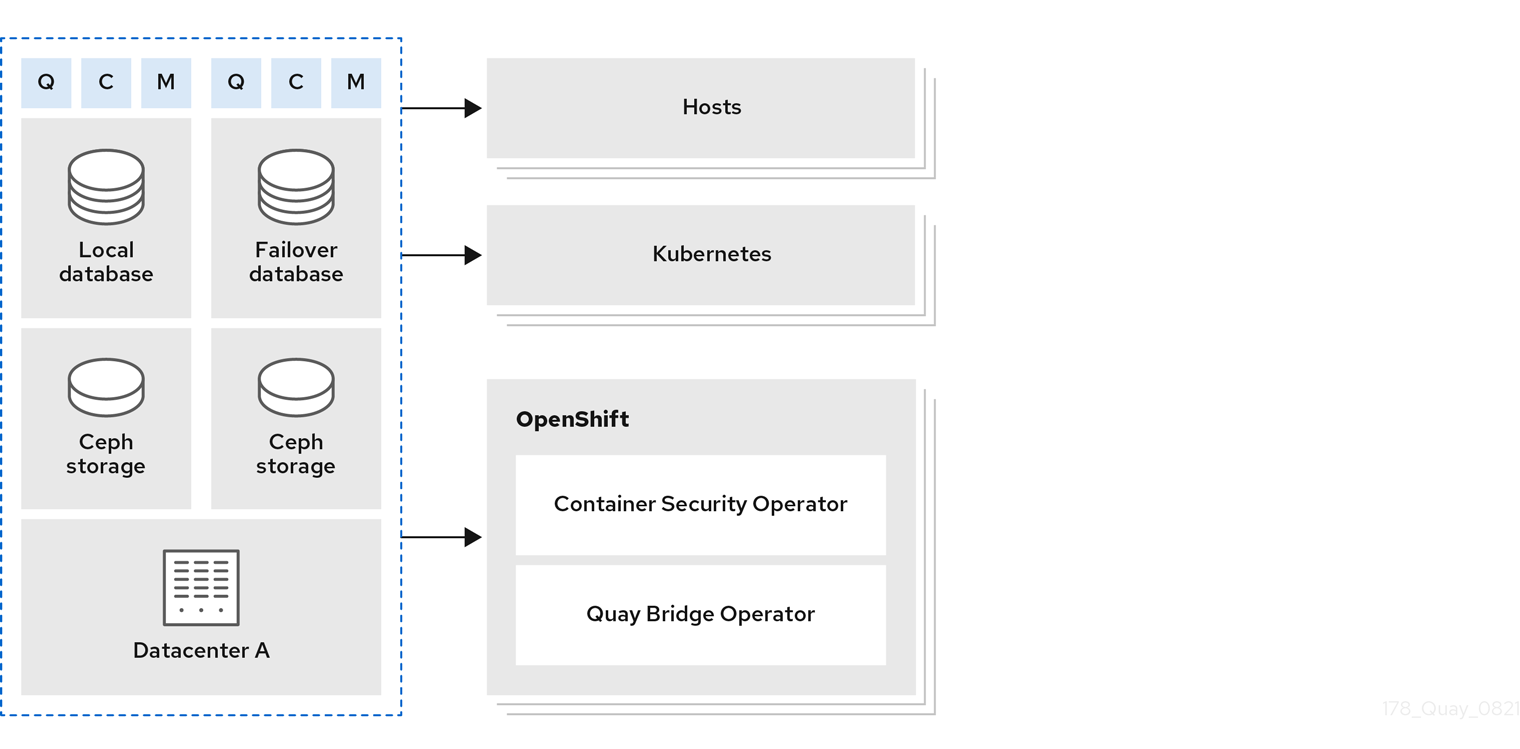 Q C M Q C M
Local
database
Failover
database
Ceph
storage
Ceph
storage
Datacenter A
Hosts
Kubernetes
OpenShift
Container Security Operator
Quay Bridge Operator
178_Quay_0821